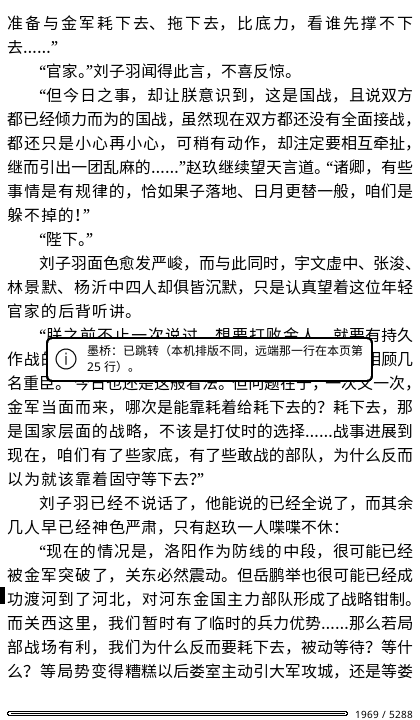 准备与金军耗下去、拖下去，比底力，看谁先撑不下
去……”
“官家。”刘子羽闻得此言，不喜反惊。
“但今日之事，却让朕意识到，这是国战，且说双方
都已经倾力而为的国战，虽然现在双方都还没有全面接战，
都还只是小心再小心，可稍有动作，却注定要相互牵扯，
继而引出一团乱麻的……”赵玖继续望天言道。“诸卿，有些
事情是有规律的，恰如果子落地、日月更替一般，咱们是
躲不掉的！”
“陛下。”
刘子羽面色愈发严峻，而与此同时，宇文虚中、张浚、
林景默、杨沂中四人却俱皆沉默，只是认真望着这位年轻
官家的后背听讲。
“朕之前不止一次说过，想要打败金人，就要有持久
作战的
墨桥：已跳转（本机排版不同，远端那一行在本页第
25 行）。
相顾几
名重臣。“今日也还是这般看法。但问题在于，一次又一次，
金军当面而来，哪次是能靠耗着给耗下去的？耗下去，那
是国家层面的战略，不该是打仗时的选择……战事进展到
现在，咱们有了些家底，有了些敢战的部队，为什么反而
以为就该靠着固守等下去？”
刘子羽已经不说话了，他能说的已经全说了，而其余
几人早已经神色严肃，只有赵玖一人喋喋不休：
“现在的情况是，洛阳作为防线的中段，很可能已经
被金军突破了，关东必然震动。但岳鹏举也很可能已经成
功渡河到了河北，对河东金国主力部队形成了战略钳制。
而关西这里，我们暂时有了临时的兵力优势……那么若局
部战场有利，我们为什么反而要耗下去，被动等待？等什
么？等局势变得糟糕以后娄室主动引大军攻城，还是等娄
1969 / 5288